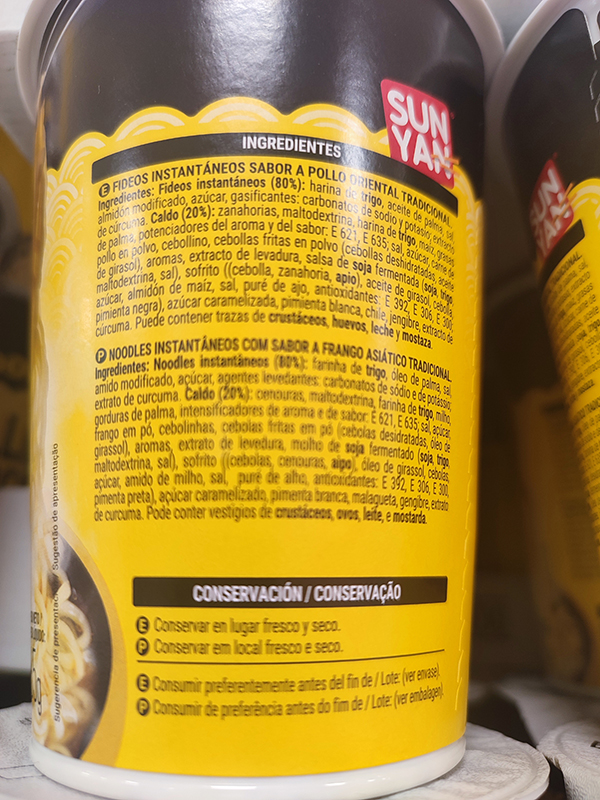 SUN
YAN
INGREDIENTES
E FIDEOS INSTANTÁNEOS SABOR A POLLO ORIENTAL TRADICIONAL
Ingredientes: Fideos instantáneos (80%): harina de trigo, aceite de palma, sal,
almidón modificado, azúcar, gasificantes: carbonatos de sodio y potasio; extracto
de cúrcuma. Caldo (20%): zanahorias, maltodextrina, harina de trigo, maíz, grasas
de palma, potenciadores del aroma y del sabor: E 621, E 635; sal, azúcar, carne de
pollo en polvo, cebollino, cebollas fritas en polvo (cebollas deshidratadas, aceite
de girasol), aromas, extracto de levadura, salsa de soja fermentada (soja, trigo,
maltodextrina, sal), sofrito ((cebolla, zanahoria, apio), aceite de girasol, cebolla,
azúcar, almidón de maíz, sal, puré de ajo, antioxidantes: E 392, E 306, E 300,
pimienta negra), azúcar caramelizada, pimienta blanca, chile, jengibre, extracto de
cúrcuma. Puede contener trazas de crustáceos, huevos, leche y mostaza.
P NOODLES INSTANTÂNEOS COM SABOR A FRANGO ASIÁTICO TRADICIONAL
Ingredientes: Noodles instantâneos (80%): farinha de trigo, óleo de palma, sal,
amido modificado, açúcar, agentes levedantes: carbonatos de sódio e de potássio;
extrato de curcuma. Caldo (20%): cenouras, maltodextrina, farinha de trigo, milho,
gorduras de palma, intensificadores de aroma e de sabor: E 621, E 635; sal, açúcar,
frango em pó, cebolinhas, cebolas fritas em pó (cebolas desidratadas, óleo de
girassol), aromas, extrato de levedura, molho de soja fermentado (soja, trigo,
maltodextrina, sal), sofrito ((cebolas, cenouras, aipo), óleo de girassol, cebolas,
açúcar, amido de milho, sal, puré de alho, antioxidantes: E 392, E 306, E 300,
pimenta preta), açúcar caramelizado, pimenta branca, malagueta, gengibre, extrato
de curcuma. Pode conter vestígios de crustáceos, ovos, leite, e mostarda.
CONSERVACIÓN / CONSERVAÇÃO
E Conservar en lugar fresco y seco.
P Conservar em local fresco e seco.
E Consumir preferentemente antes del fin de / Lote: (ver envase).
P Consumir de preferência antes do fim de / Lote: (ver embalagem).
Sugerencia de presentación Sugestão de apresentação
SUN
YAN